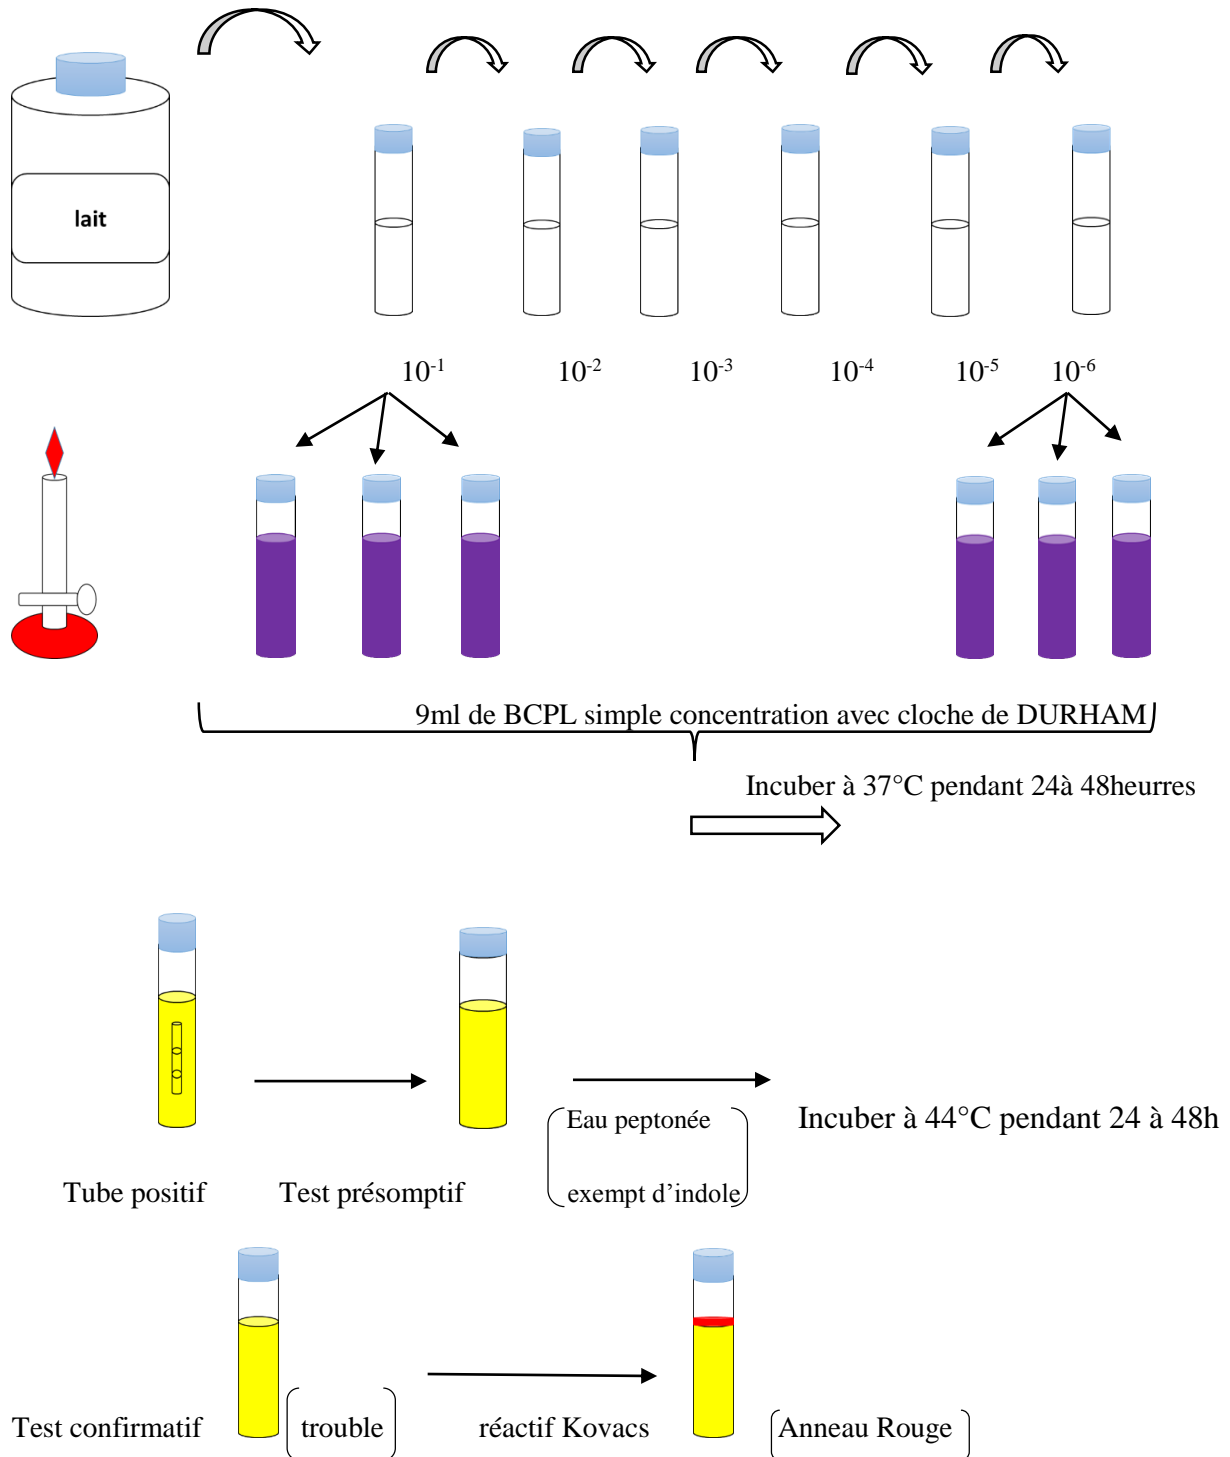 lait
10⁻¹ 10⁻² 10⁻³ 10⁻⁴ 10⁻⁵ 10⁻⁶
9ml de BCPL simple concentration avec cloche de DURHAM
Incuber à 37°C pendant 24à 48heurres
Eau peptonée
Incuber à 44°C pendant 24 à 48h
Tube positif Test présomptif exempt d’indole
Test confirmatif trouble réactif Kovacs Anneau Rouge